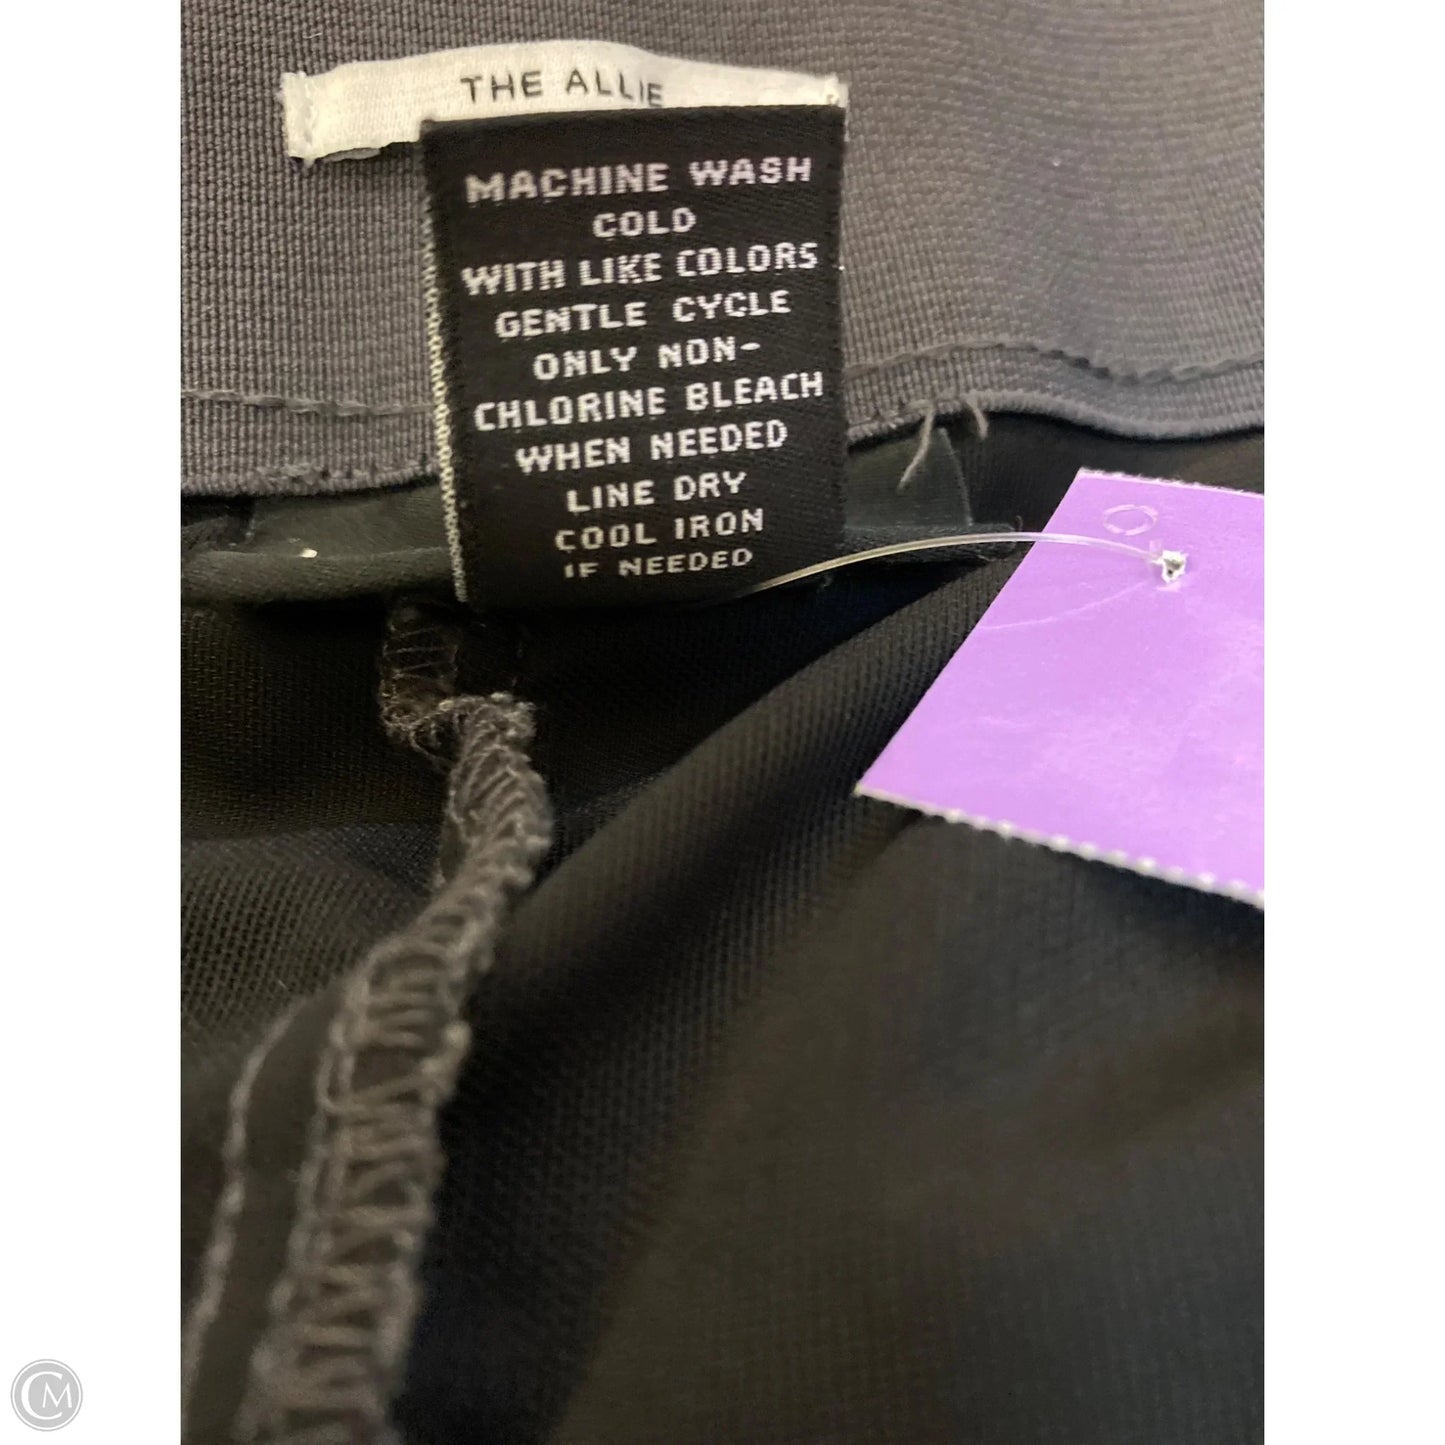 THE ALLIE
MACHINE WASH
COLD
WITH LIKE COLORS
GENTLE CYCLE
ONLY NON-
CHLORINE BLEACH
WHEN NEEDED
LINE DRY
COOL IRON
IF NEEDED
CM